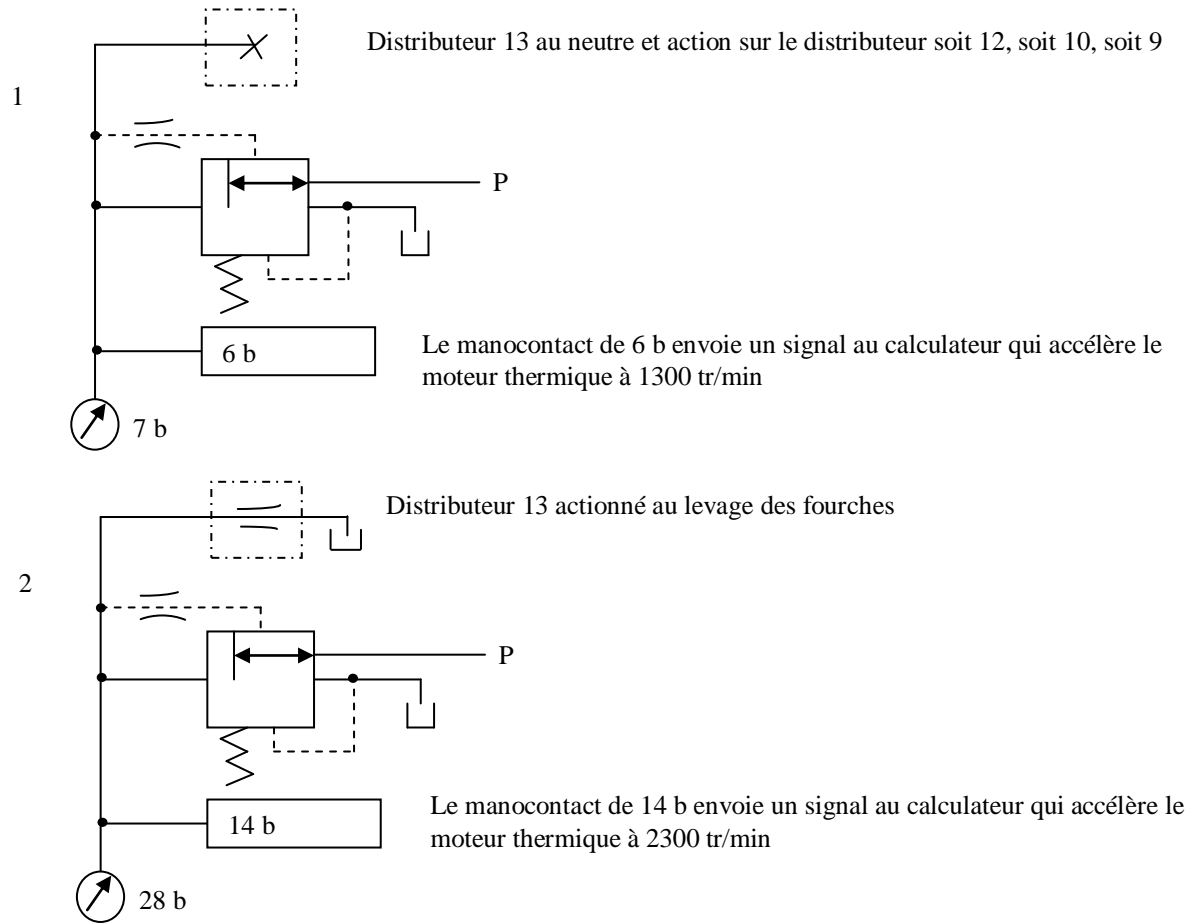 Distributeur 13 au neutre et action sur le distributeur soit 12, soit 10, soit 9
1
P
6 b
Le manocontact de 6 b envoie un signal au calculateur qui accélère le
moteur thermique à 1300 tr/min
7 b
Distributeur 13 actionné au levage des fourches
2
P
14 b
Le manocontact de 14 b envoie un signal au calculateur qui accélère le
moteur thermique à 2300 tr/min
28 b